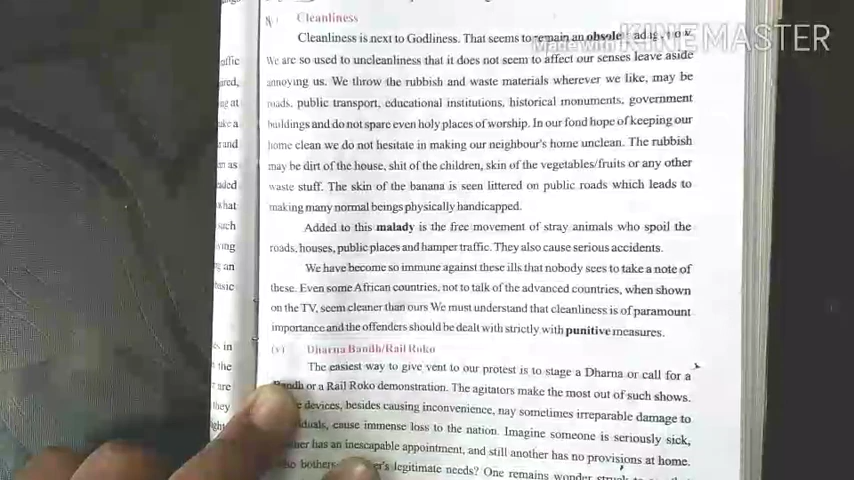 Cleanliness
Cleanliness is next to Godliness. That seems to remain an obsole adag
Made with KINEMASTER
We are so used to uncleanliness that it does not seem to affect our senses leave aside
annoying us. We throw the rubbish and waste materials wherever we like, may be
roads, public transport, educational institutions, historical monuments, government
buildings and do not spare even holy places of worship. In our fond hope of keeping our
home clean we do not hesitate in making our neighbour's home unclean. The rubbish
may be dirt of the house, shit of the children, skin of the vegetables/fruits or any other
waste stuff. The skin of the banana is seen littered on public roads which leads to
making many normal beings physically handicapped.
Added to this malady is the free movement of stray animals who spoil the
roads, houses, public places and hamper traffic. They also cause serious accidents.
We have become so immune against these ills that nobody sees to take a note of
these. Even some African countries, not to talk of the advanced countries, when shown
on the TV, seem cleaner than ours We must understand that cleanliness is of paramount
importance and the offenders should be dealt with strictly with punitive measures.
(v) Dharna Bandh/Rail Roko
The easiest way to give vent to our protest is to stage a Dharna or call for a
Bandh or a Rail Roko demonstration. The agitators make the most out of such shows.
devices, besides causing inconvenience, nay sometimes irreparable damage to
iduals, cause immense loss to the nation. Imagine someone is seriously sick,
her has an inescapable appointment, and still another has no provisions at home.
ho bothers 's legitimate needs? One remains wonder